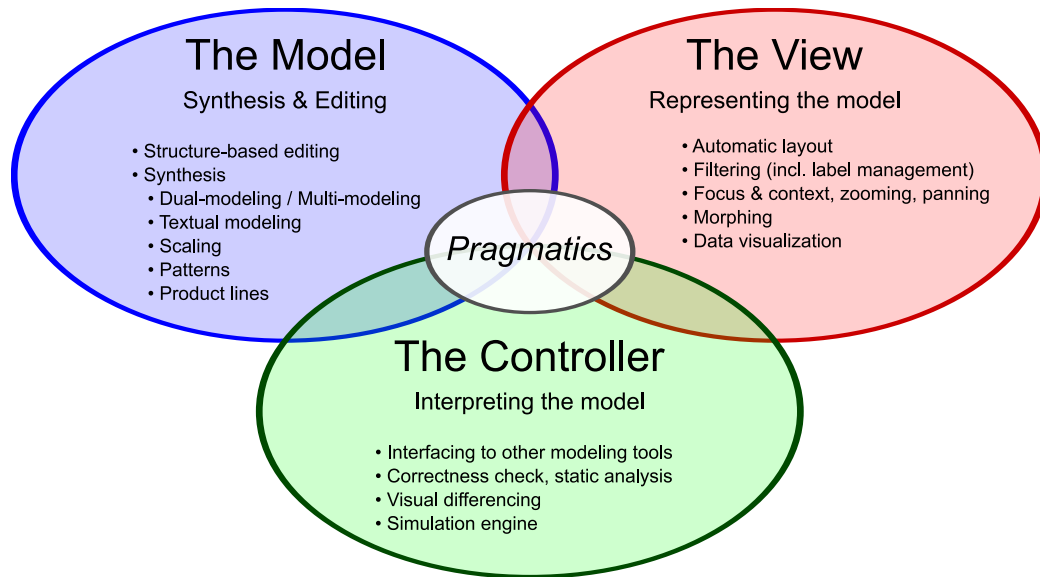 The Model
Synthesis & Editing
• Structure-based editing
• Synthesis
• Dual-modeling / Multi-modeling
• Textual modeling
• Scaling
• Patterns
• Product lines
The View
Representing the model
• Automatic layout
• Filtering (incl. label management)
• Focus & context, zooming, panning
• Morphing
• Data visualization
Pragmatics
The Controller
Interpreting the model
• Interfacing to other modeling tools
• Correctness check, static analysis
• Visual differencing
• Simulation engine